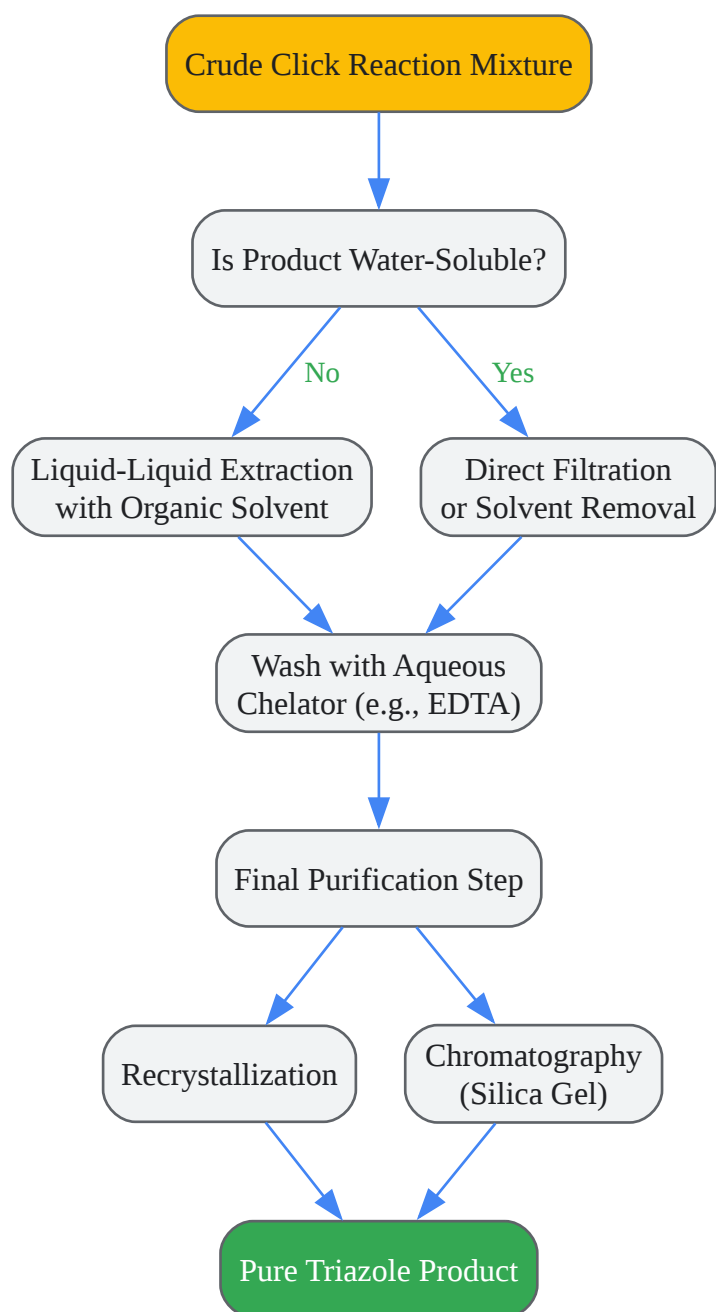 Crude Click Reaction Mixture
Is Product Water-Soluble?
No
Yes
Liquid-Liquid Extraction
with Organic Solvent
Direct Filtration
or Solvent Removal
Wash with Aqueous
Chelator (e.g., EDTA)
Final Purification Step
Recrystallization
Chromatography
(Silica Gel)
Pure Triazole Product